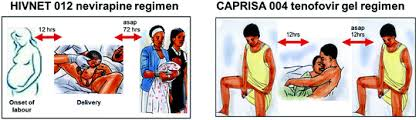 HIVNET 012 nevirapine regimen
12 hrs
asap
72 hrs
Onset of
labour
Delivery
CAPRISA 004 tenofovir gel regimen
12hrs
asap
12hrs